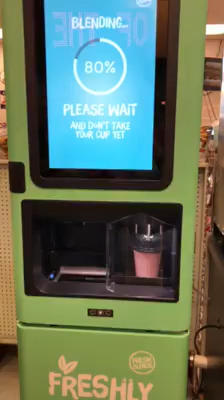 BLENDING...
80%
PLEASE WAIT
AND DON'T TAKE
YOUR CUP YET
FRESHLY